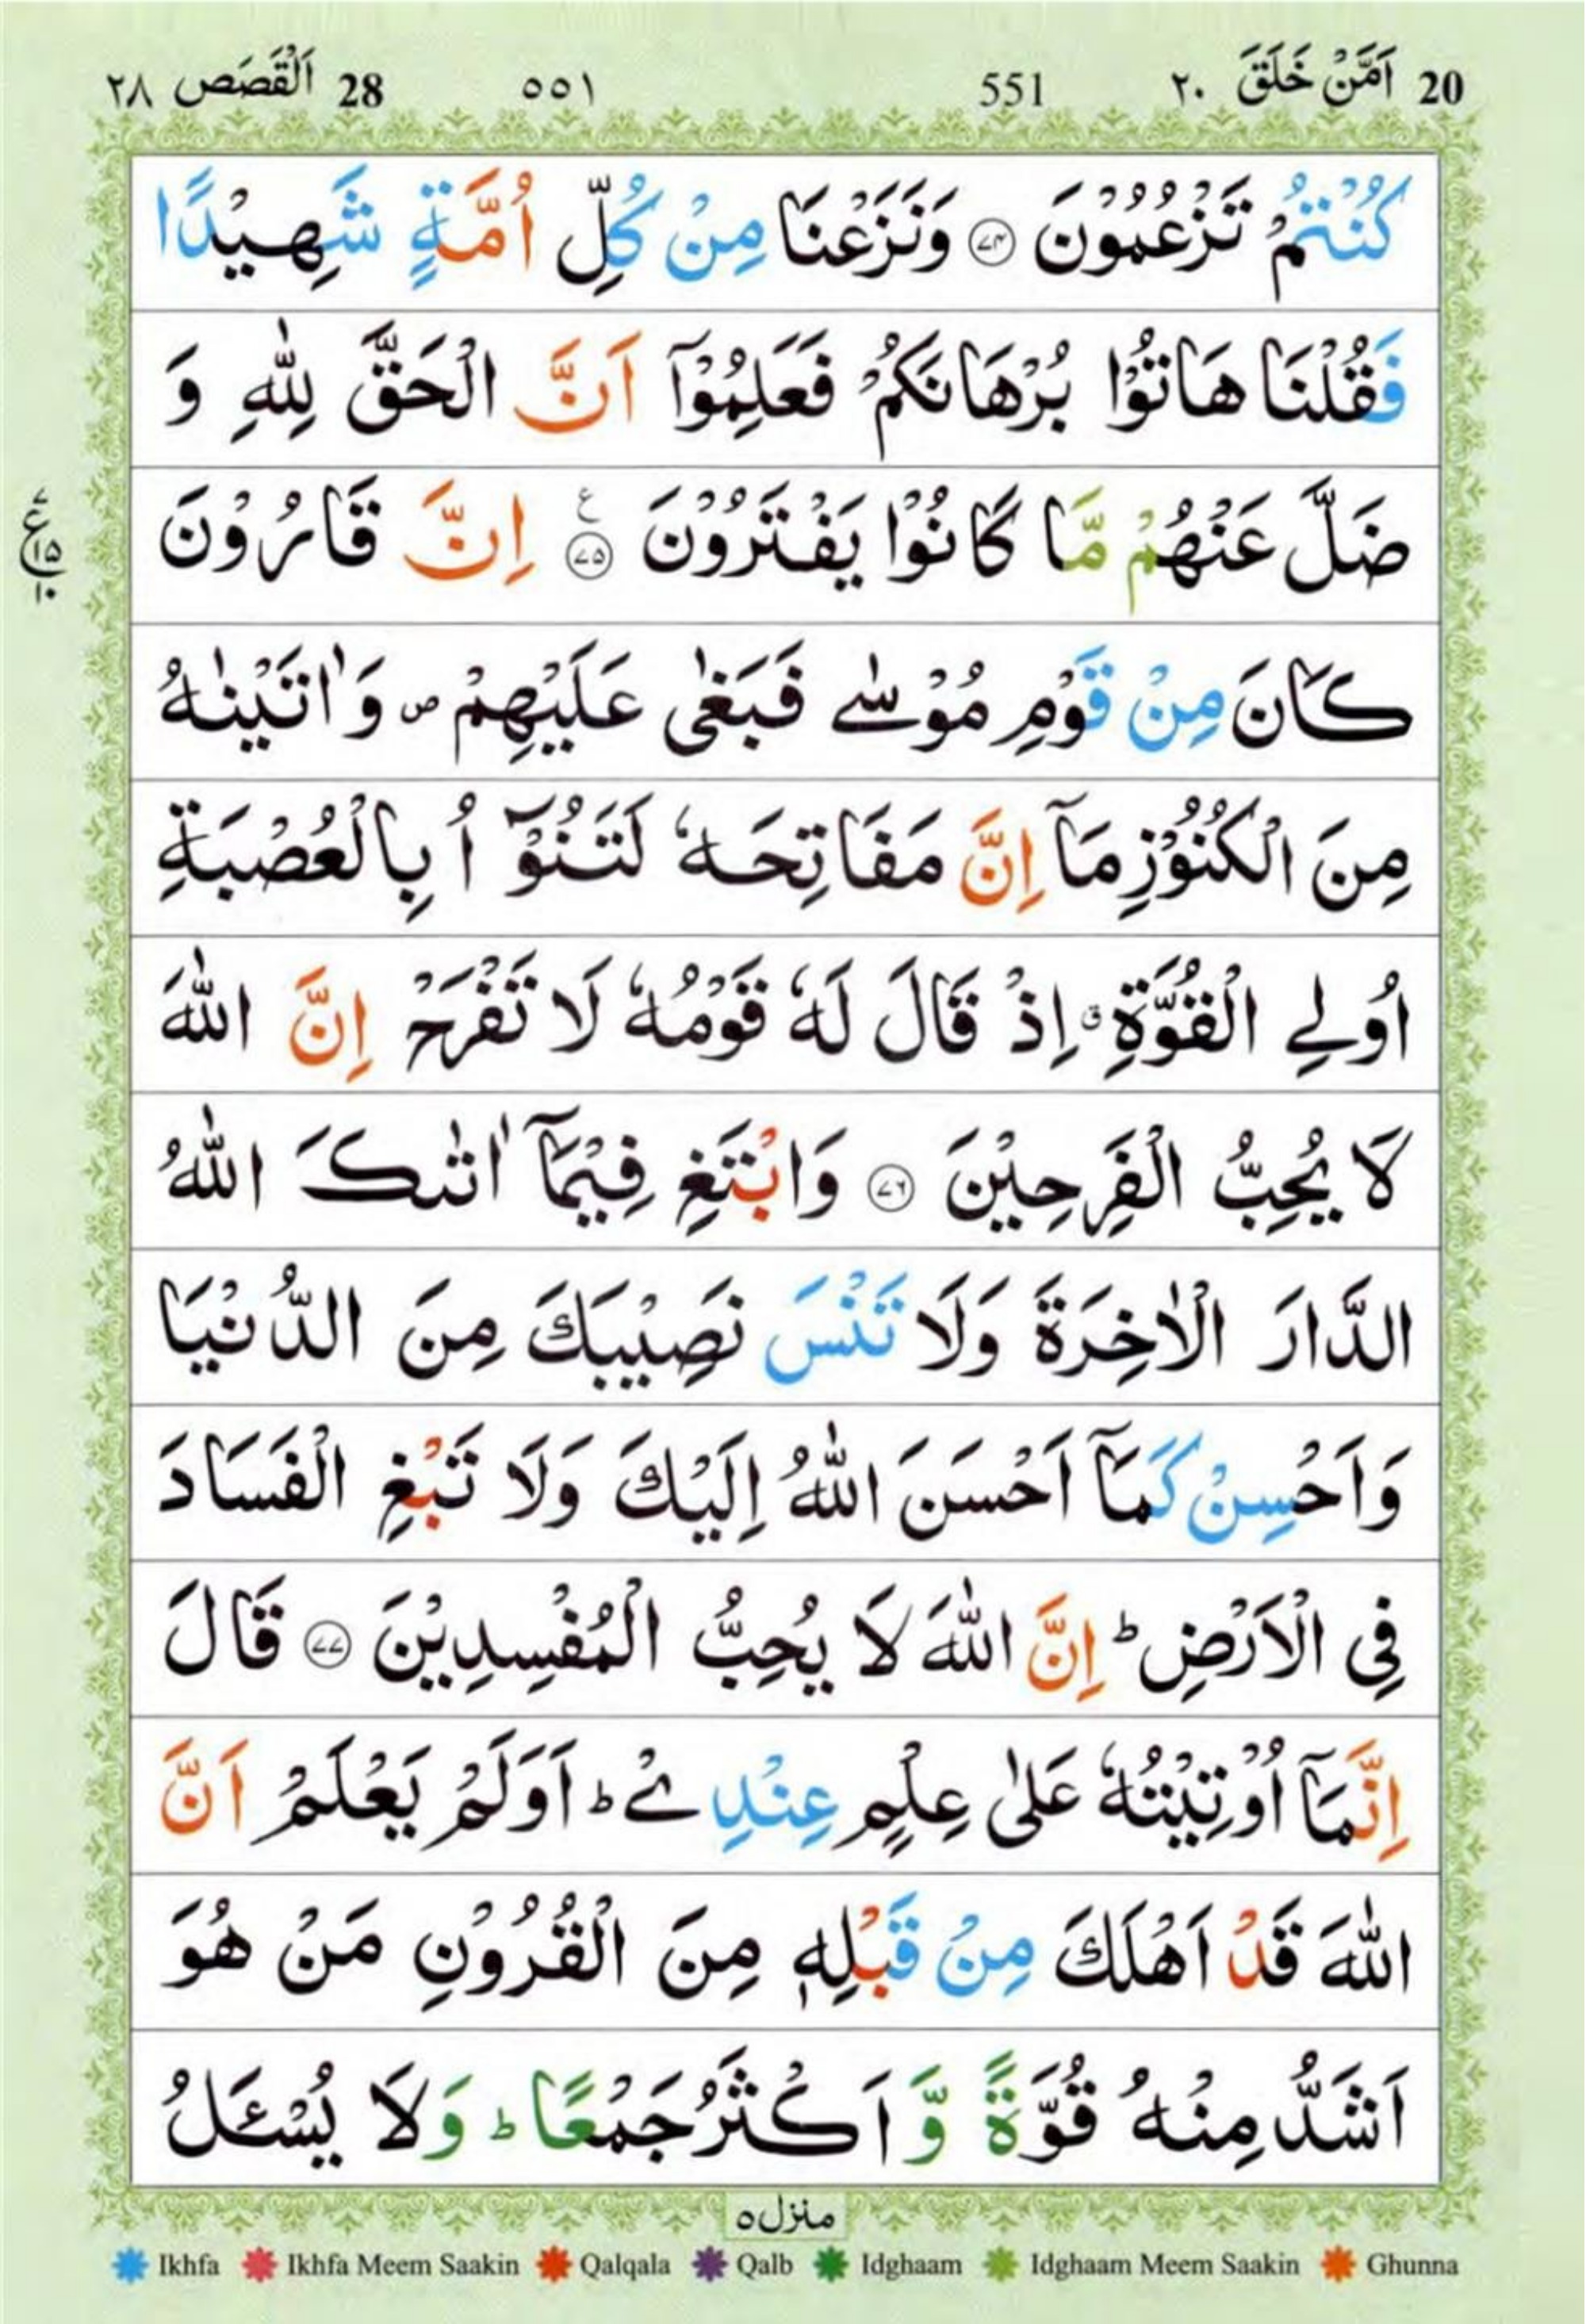 20 اَمَّنْ خَلَقَ ٢٠ 551 ٥٥١ 28 اَلْقَصَص ٢٨
كُنْتُمْ تَزْعُمُوْنَ ﴿٧٤﴾ وَنَزَعْنَا مِنْ كُلِّ اُمَّةٍ شَهِيْدًا
فَقُلْنَا هَاتُوْا بُرْهَانَكُمْ فَعَلِمُوْۤا اَنَّ الْحَقَّ لِلّٰهِ وَ
ضَلَّ عَنْهُمْ مَّا كَانُوْا يَفْتَرُوْنَ ﴿٧٥﴾ ع اِنَّ قَارُوْنَ
٧ ع ١٥ ١٠
كَانَ مِنْ قَوْمِ مُوْسٰى فَبَغٰى عَلَيْهِمْ ۪ وَاٰتَيْنٰهُ
مِنَ الْكُنُوْزِ مَاۤ اِنَّ مَفَاتِحَهٗ لَتَنُوْٓاُ بِالْعُصْبَةِ
اُولِى الْقُوَّةِ ق اِذْ قَالَ لَهٗ قَوْمُهٗ لَا تَفْرَحْ اِنَّ اللّٰهَ
لَا يُحِبُّ الْفَرِحِيْنَ ﴿٧٦﴾ وَابْتَغِ فِيْمَاۤ اٰتٰىكَ اللّٰهُ
الدَّارَ الْاٰخِرَةَ وَلَا تَنْسَ نَصِيْبَكَ مِنَ الدُّنْيَا
وَاَحْسِنْ كَمَاۤ اَحْسَنَ اللّٰهُ اِلَيْكَ وَلَا تَبْغِ الْفَسَادَ
فِى الْاَرْضِ ؕ اِنَّ اللّٰهَ لَا يُحِبُّ الْمُفْسِدِيْنَ ﴿٧٧﴾ قَالَ
اِنَّمَاۤ اُوْتِيْتُهٗ عَلٰى عِلْمٍ عِنْدِىْ ؕ اَوَلَمْ يَعْلَمْ اَنَّ
اللّٰهَ قَدْ اَهْلَكَ مِنْ قَبْلِهٖ مِنَ الْقُرُوْنِ مَنْ هُوَ
اَشَدُّ مِنْهُ قُوَّةً وَّ اَكْثَرُ جَمْعًا ؕ وَلَا يُسْـَٔلُ
منزل ٥
Ikhfa Ikhfa Meem Saakin Qalqala Qalb Idghaam Idghaam Meem Saakin Ghunna